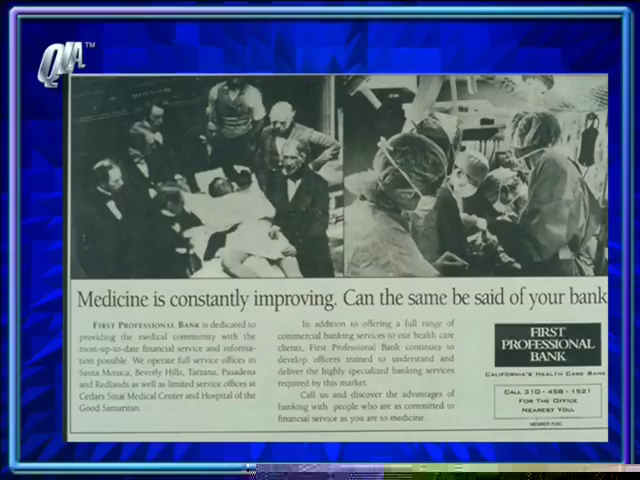 QIA™
Medicine is constantly improving. Can the same be said of your bank
FIRST PROFESSIONAL BANK is dedicated to
providing the medical community with the
most-up-to-date financial service and informa-
tion possible. We operate full service offices in
Santa Monica, Beverly Hills, Tarzana, Pasadena
and Redlands as well as limited service offices at
Cedars Sinai Medical Center and Hospital of the
Good Samaritan.
In addition to offering a full range of
commercial banking services to our health care
clients, First Professional Bank continues to
develop officers trained to understand and
deliver the highly specialized banking services
required by this market.
Call us and discover the advantages of
banking with people who are as committed to
financial service as you are to medicine.
FIRST
PROFESSIONAL
BANK
CALIFORNIA'S HEALTH CARE BANK
CALL 310-458-1521
FOR THE OFFICE
NEAREST YOU.
MEMBER FDIC